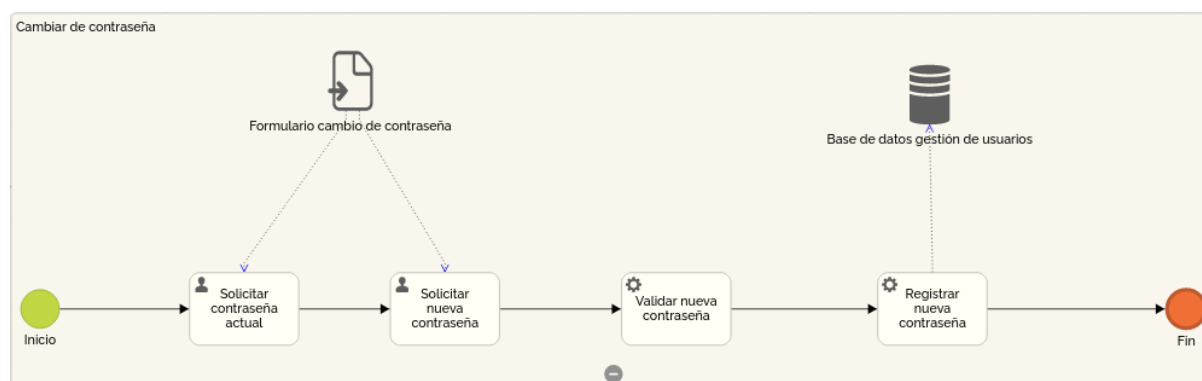 Cambiar de contraseña
Formulario cambio de contraseña
Base de datos gestión de usuarios
Inicio
Solicitar
contraseña
actual
Solicitar
nueva
contraseña
Validar nueva
contraseña
Registrar
nueva
contraseña
Fin